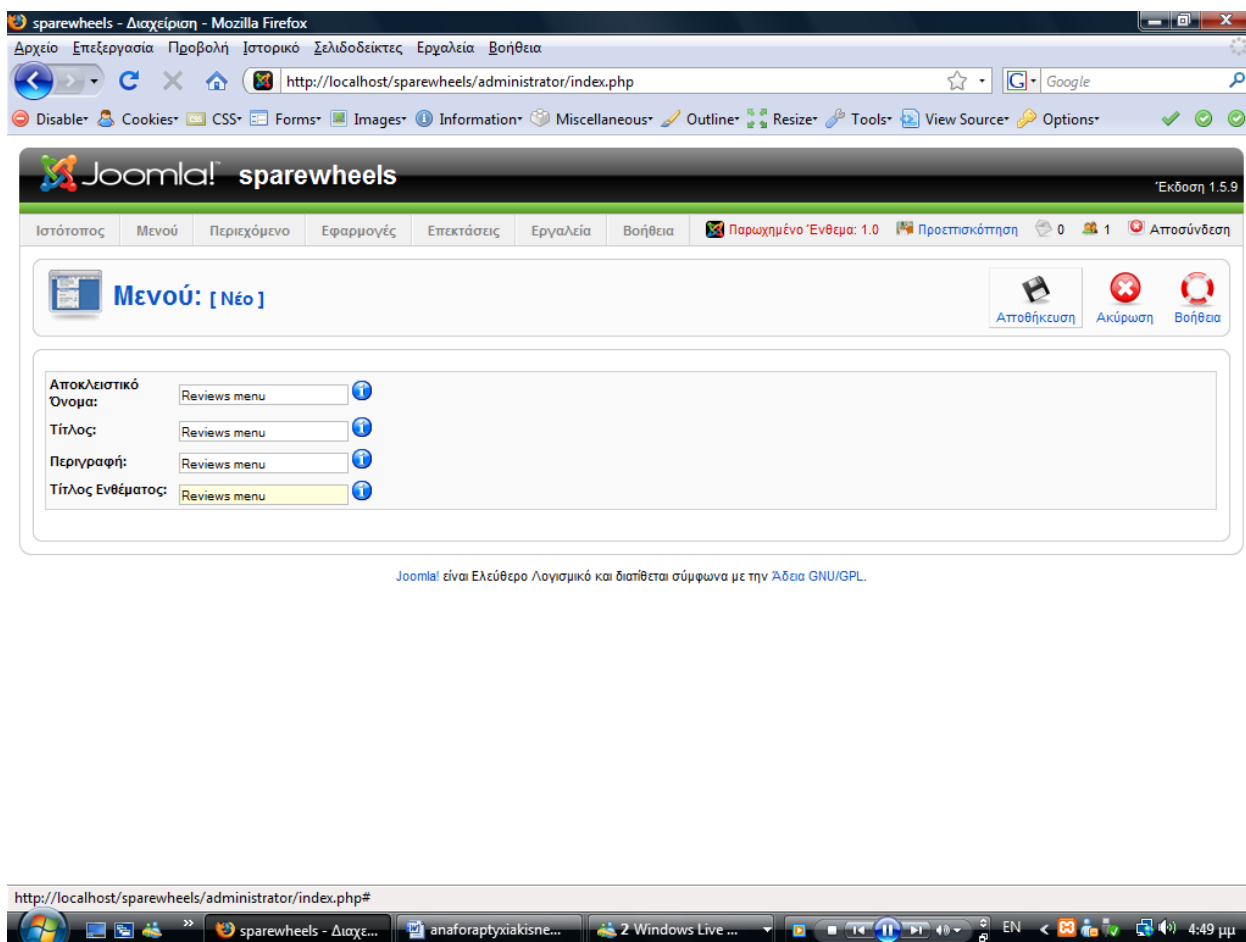 sparewheels - Διαχείριση - Mozilla Firefox
Αρχείο Επεξεργασία Προβολή Ιστορικό Σελιδοδείκτες Εργαλεία Βοήθεια
http://localhost/sparewheels/administrator/index.php G Google
Disable Cookies CSS Forms Images Information Miscellaneous Outline Resize Tools View Source Options
Joomla! sparewheels
Έκδοση 1.5.9
Ιστότοπος Μενού Περιεχόμενο Εφαρμογές Επεκτάσεις Εργαλεία Βοήθεια Παρωχημένο Ένθεμα: 1.0 Προεπισκόπηση 0 1 Αποσύνδεση
Μενού: [ Νέο ]
Αποθήκευση Ακύρωση Βοήθεια
Αποκλειστικό
Όνομα: Reviews menu
Τίτλος: Reviews menu
Περιγραφή: Reviews menu
Τίτλος Ενθέματος: Reviews menu
Joomla! είναι Ελεύθερο Λογισμικό και διατίθεται σύμφωνα με την Άδεια GNU/GPL.
http://localhost/sparewheels/administrator/index.php#
sparewheels - Διαχε... anaforaptyxiakisne... 2 Windows Live ... EN 4:49 μμ